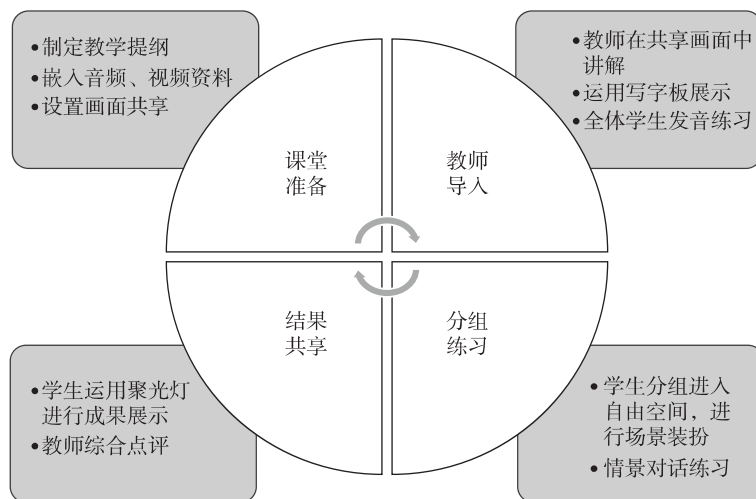 •制定教学提纲
•嵌入音频、视频资料
•设置画面共享
课堂
准备
教师
导入
•教师在共享画面中
讲解
•运用写字板展示
•全体学生发音练习
•学生运用聚光灯
进行成果展示
•教师综合点评
结果
共享
分组
练习
•学生分组进入
自由空间，进
行场景装扮
•情景对话练习